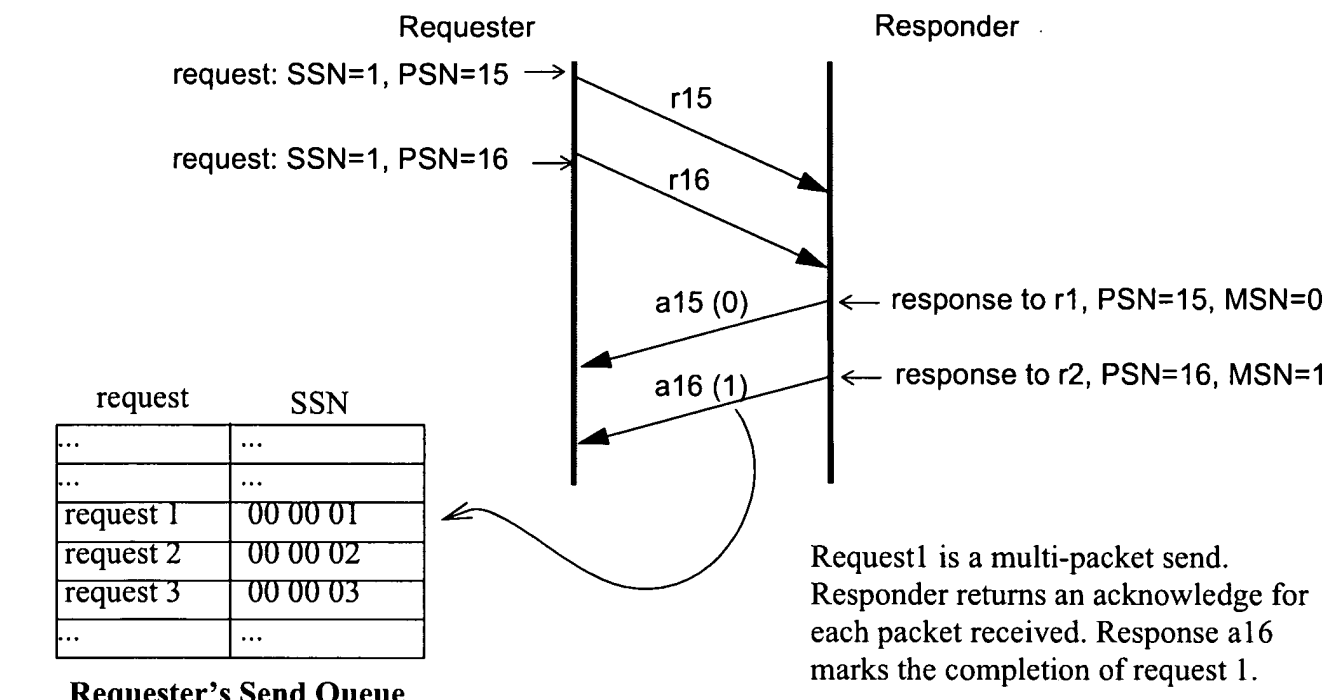 Requester
Responder
request: SSN=1, PSN=15
r15
request: SSN=1, PSN=16
r16
a15 (0)
response to r1, PSN=15, MSN=0
a16 (1)
response to r2, PSN=16, MSN=1
request SSN
... ...
... ...
request 1 00 00 01
request 2 00 00 02
request 3 00 00 03
... ...
Requester's Send Queue
Request1 is a multi-packet send.
Responder returns an acknowledge for
each packet received. Response a16
marks the completion of request 1.